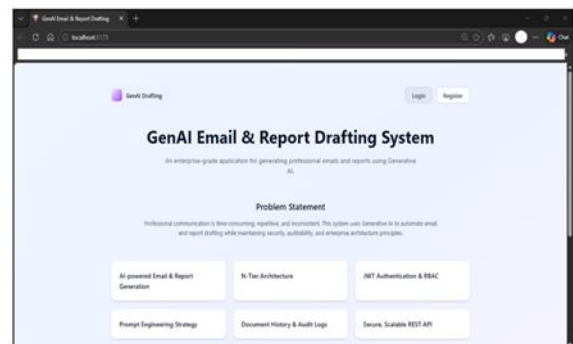 GenAI Email & Report Drafting
localhost:5173
Chat
GenAI Drafting
Login
Register
GenAI Email & Report Drafting System
An enterprise-grade application for generating professional emails and reports using Generative
AI.
Problem Statement
Professional communication is time consuming, repetitive, and inconsistent. This system uses Generative AI to automate email
and report drafting while maintaining security, auditability, and enterprise architecture principles.
AI-powered Email & Report
Generation
N-Tier Architecture
JWT Authentication & RBAC
Prompt Engineering Strategy
Document History & Audit Logs
Secure, Scalable REST API